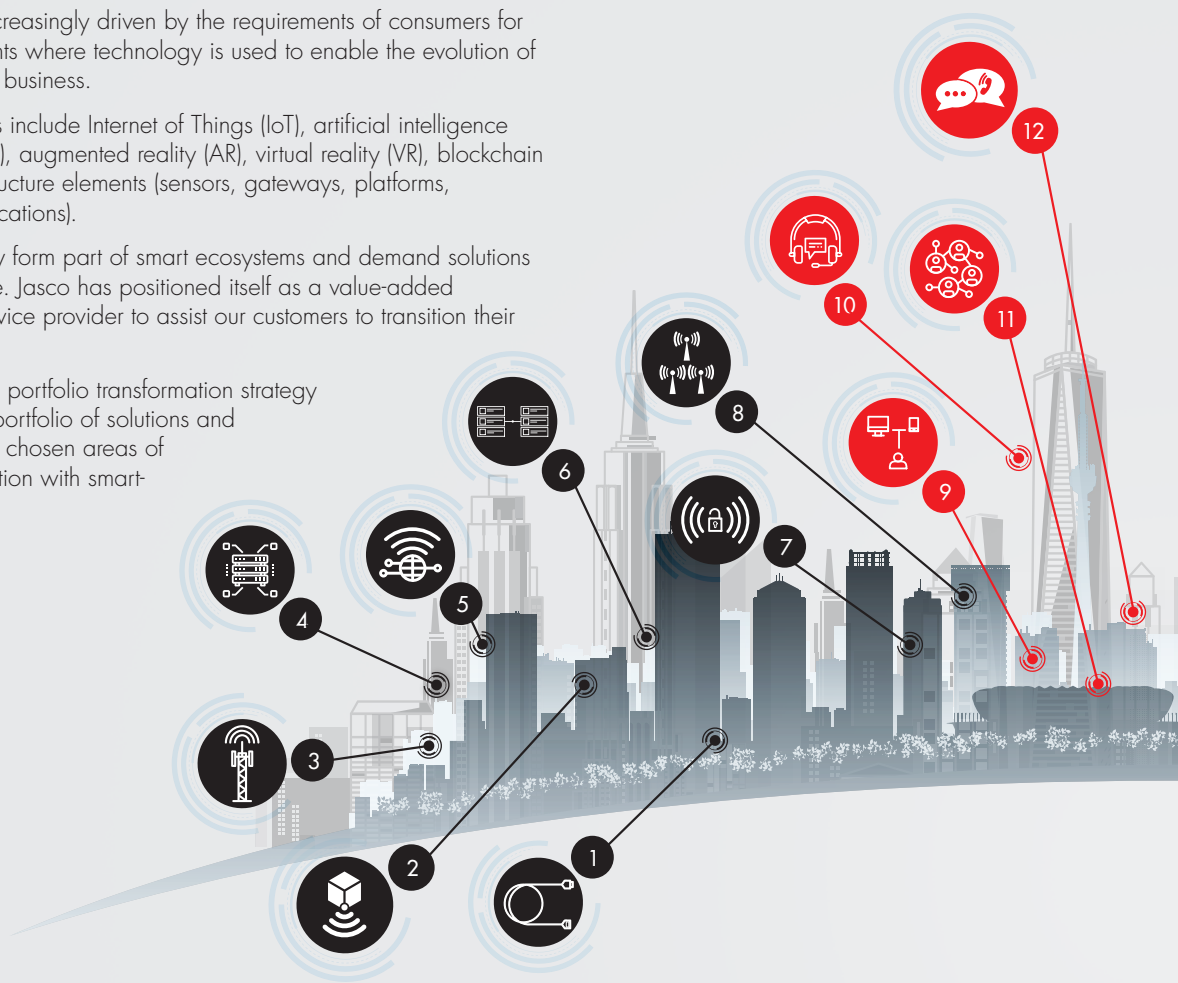 creasingly driven by the requirements of consumers for
nts where technology is used to enable the evolution of
business.
s include Internet of Things (IoT), artificial intelligence
), augmented reality (AR), virtual reality (VR), blockchain
ucture elements (sensors, gateways, platforms,
cations).
y form part of smart ecosystems and demand solutions
e. Jasco has positioned itself as a value-added
vice provider to assist our customers to transition their
portfolio transformation strategy
portfolio of solutions and
chosen areas of
tion with smart-
12
10
11
8
6
9
7
5
4
3
2
1